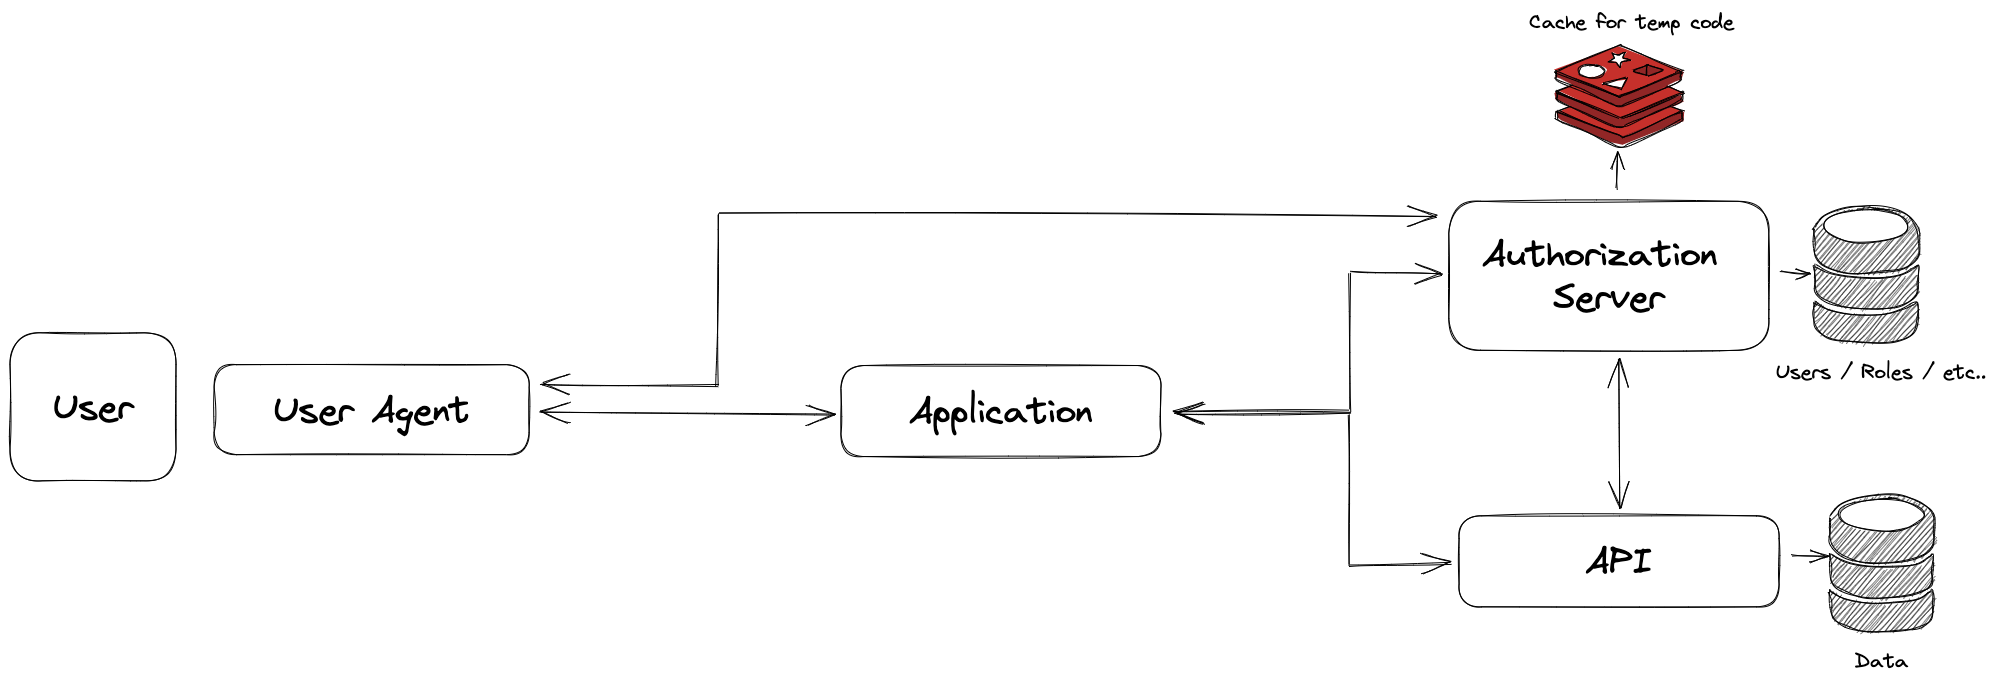 Cache for temp code
Authorization
Server
Users / Roles / etc..
User
User Agent
Application
API
Data